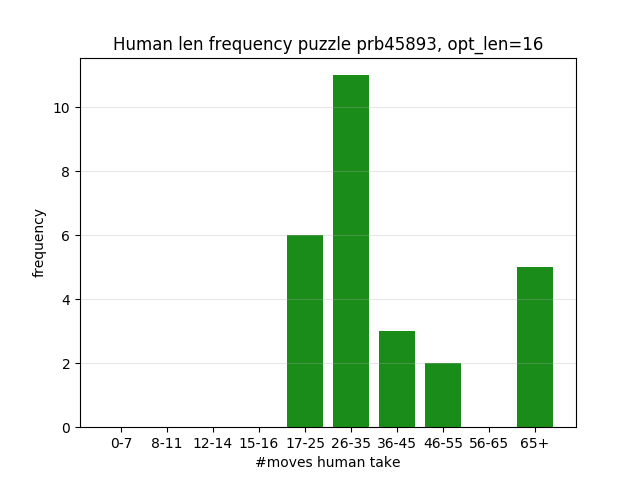 Human len frequency puzzle prb45893, opt_len=16
frequency
10
8
6
4
2
0
0-7 8-11 12-14 15-16 17-25 26-35 36-45 46-55 56-65 65+
#moves human take